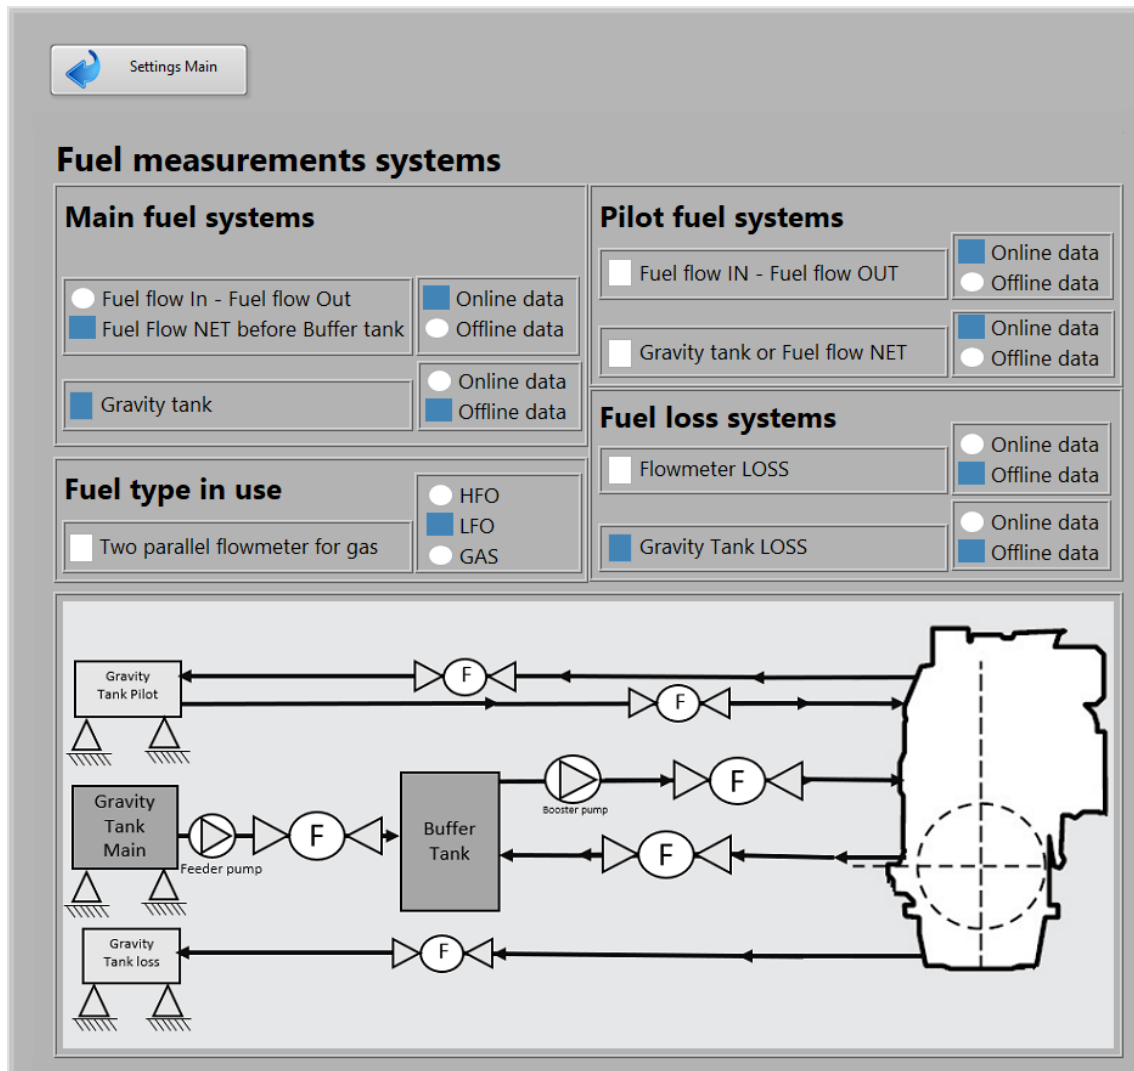 Settings Main
Fuel measurements systems
Main fuel systems
Fuel flow In - Fuel flow Out
Fuel Flow NET before Buffer tank
Online data
Offline data
Gravity tank
Online data
Offline data
Pilot fuel systems
Fuel flow IN - Fuel flow OUT
Online data
Offline data
Gravity tank or Fuel flow NET
Online data
Offline data
Fuel loss systems
Flowmeter LOSS
Online data
Offline data
Gravity Tank LOSS
Online data
Offline data
Fuel type in use
Two parallel flowmeter for gas
HFO
LFO
GAS
Gravity
Tank Pilot
F
F
Gravity
Tank
Main
Feeder pump
F
Buffer
Tank
Booster pump
F
F
Gravity
Tank loss
F